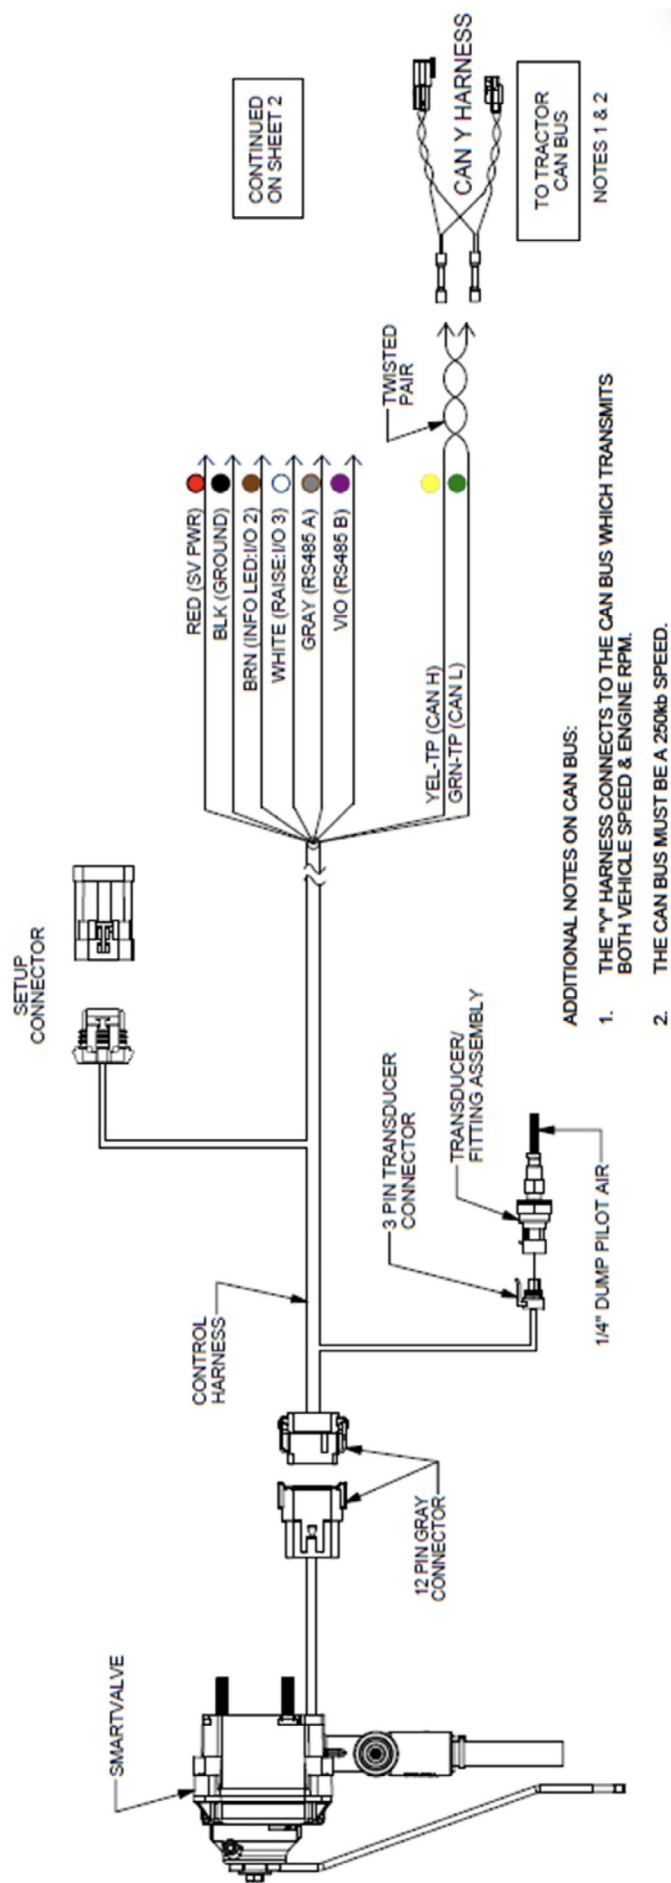 SMARTVALVE
12 PIN GRAY
CONNECTOR
CONTROL
HARNESS
SETUP
CONNECTOR
3 PIN TRANSDUCER
CONNECTOR
TRANSDUCER/
FITTING ASSEMBLY
1/4" DUMP PILOT AIR
RED (SV PWR)
BLK (GROUND)
BRN (INFO LED:I/O 2)
WHITE (RAISE:I/O 3)
GRAY (RS485 A)
VIO (RS485 B)
YEL-TP (CAN H)
GRN-TP (CAN L)
TWISTED
PAIR
CONTINUED
ON SHEET 2
CAN Y HARNESS
TO TRACTOR
CAN BUS
NOTES 1 & 2
ADDITIONAL NOTES ON CAN BUS:
1. THE "Y" HARNESS CONNECTS TO THE CAN BUS WHICH TRANSMITS
BOTH VEHICLE SPEED & ENGINE RPM.
2. THE CAN BUS MUST BE A 250kb SPEED.